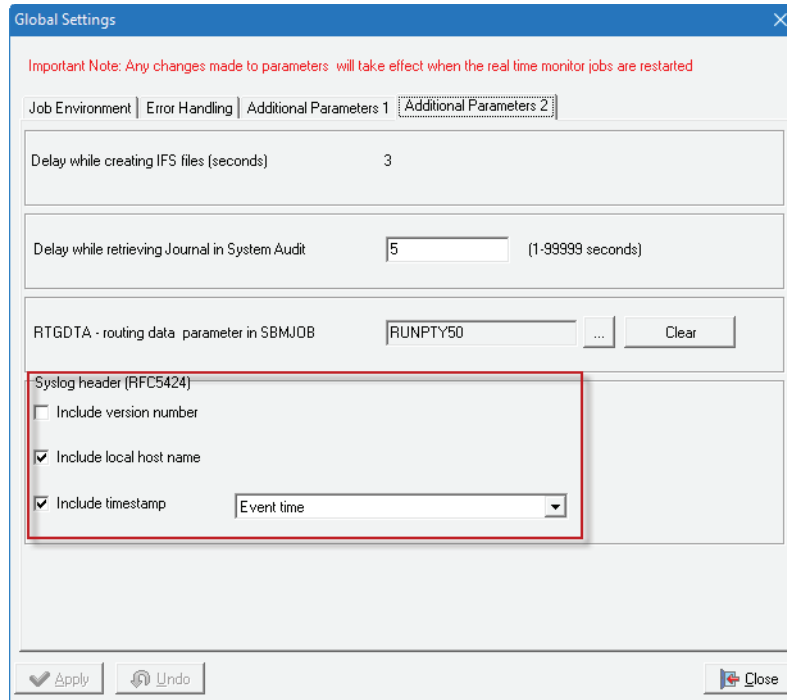 Global Settings
Important Note: Any changes made to parameters will take effect when the real time monitor jobs are restarted
Job Environment Error Handling Additional Parameters 1 Additional Parameters 2
Delay while creating IFS files (seconds) 3
Delay while retrieving Journal in System Audit 5 (1-99999 seconds)
RTGDTA - routing data parameter in SBMJOB RUNPTY50 ... Clear
Syslog header (RFC5424)
Include version number
Include local host name
Include timestamp Event time
Apply Undo Close